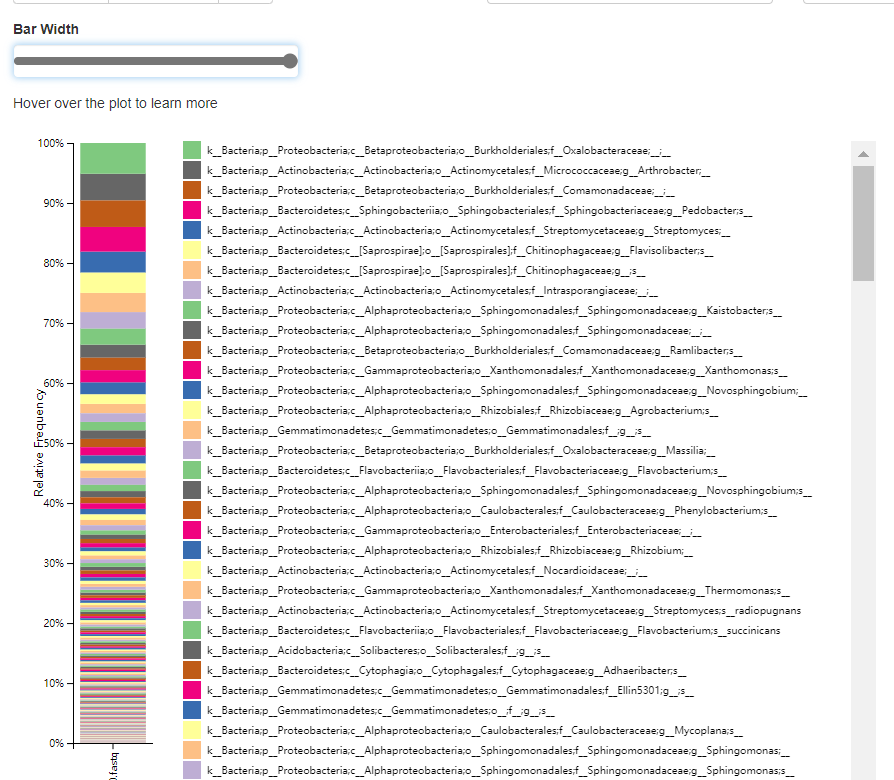 Bar Width
Hover over the plot to learn more
100%
90%
80%
70%
60%
50%
40%
30%
20%
10%
0%
Relative Frequency
0.fastq
k__Bacteria;p__Proteobacteria;c__Betaproteobacteria;o__Burkholderiales;f__Oxalobacteraceae;__;__
k__Bacteria;p__Actinobacteria;c__Actinobacteria;o__Actinomycetales;f__Micrococcaceae;g__Arthrobacter;__
k__Bacteria;p__Proteobacteria;c__Betaproteobacteria;o__Burkholderiales;f__Comamonadaceae;__;__
k__Bacteria;p__Bacteroidetes;c__Sphingobacteriia;o__Sphingobacteriales;f__Sphingobacteriaceae;g__Pedobacter;s__
k__Bacteria;p__Actinobacteria;c__Actinobacteria;o__Actinomycetales;f__Streptomycetaceae;g__Streptomyces;__
k__Bacteria;p__Bacteroidetes;c__[Saprospirae];o__[Saprospirales];f__Chitinophagaceae;g__Flavisolibacter;s__
k__Bacteria;p__Bacteroidetes;c__[Saprospirae];o__[Saprospirales];f__Chitinophagaceae;g__;s__
k__Bacteria;p__Actinobacteria;c__Actinobacteria;o__Actinomycetales;f__Intrasporangiaceae;__;__
k__Bacteria;p__Proteobacteria;c__Alphaproteobacteria;o__Sphingomonadales;f__Sphingomonadaceae;g__Kaistobacter;s__
k__Bacteria;p__Proteobacteria;c__Alphaproteobacteria;o__Sphingomonadales;f__Sphingomonadaceae;__;__
k__Bacteria;p__Proteobacteria;c__Betaproteobacteria;o__Burkholderiales;f__Comamonadaceae;g__Ramlibacter;s__
k__Bacteria;p__Proteobacteria;c__Gammaproteobacteria;o__Xanthomonadales;f__Xanthomonadaceae;g__Xanthomonas;s__
k__Bacteria;p__Proteobacteria;c__Alphaproteobacteria;o__Sphingomonadales;f__Sphingomonadaceae;g__Novosphingobium;__
k__Bacteria;p__Proteobacteria;c__Alphaproteobacteria;o__Rhizobiales;f__Rhizobiaceae;g__Agrobacterium;s__
k__Bacteria;p__Gemmatimonadetes;c__Gemmatimonadetes;o__Gemmatimonadales;f__;g__;s__
k__Bacteria;p__Proteobacteria;c__Betaproteobacteria;o__Burkholderiales;f__Oxalobacteraceae;g__Massilia;__
k__Bacteria;p__Bacteroidetes;c__Flavobacteriia;o__Flavobacteriales;f__Flavobacteriaceae;g__Flavobacterium;s__
k__Bacteria;p__Proteobacteria;c__Alphaproteobacteria;o__Sphingomonadales;f__Sphingomonadaceae;g__Novosphingobium;s__
k__Bacteria;p__Proteobacteria;c__Alphaproteobacteria;o__Caulobacterales;f__Caulobacteraceae;g__Phenylobacterium;s__
k__Bacteria;p__Proteobacteria;c__Gammaproteobacteria;o__Enterobacteriales;f__Enterobacteriaceae;__;__
k__Bacteria;p__Proteobacteria;c__Alphaproteobacteria;o__Rhizobiales;f__Rhizobiaceae;g__Rhizobium;__
k__Bacteria;p__Actinobacteria;c__Actinobacteria;o__Actinomycetales;f__Nocardioidaceae;__;__
k__Bacteria;p__Proteobacteria;c__Gammaproteobacteria;o__Xanthomonadales;f__Xanthomonadaceae;g__Thermomonas;s__
k__Bacteria;p__Actinobacteria;c__Actinobacteria;o__Actinomycetales;f__Streptomycetaceae;g__Streptomyces;s__radiopugnans
k__Bacteria;p__Bacteroidetes;c__Flavobacteriia;o__Flavobacteriales;f__Flavobacteriaceae;g__Flavobacterium;s__succinicans
k__Bacteria;p__Acidobacteria;c__Solibacteres;o__Solibacterales;f__;g__;s__
k__Bacteria;p__Bacteroidetes;c__Cytophagia;o__Cytophagales;f__Cytophagaceae;g__Adhaeribacter;s__
k__Bacteria;p__Gemmatimonadetes;c__Gemmatimonadetes;o__Gemmatimonadales;f__Ellin5301;g__;s__
k__Bacteria;p__Gemmatimonadetes;c__Gemmatimonadetes;o__;f__;g__;s__
k__Bacteria;p__Proteobacteria;c__Alphaproteobacteria;o__Caulobacterales;f__Caulobacteraceae;g__Mycoplana;s__
k__Bacteria;p__Proteobacteria;c__Alphaproteobacteria;o__Sphingomonadales;f__Sphingomonadaceae;g__Sphingomonas;__
k__Bacteria;p__Proteobacteria;c__Alphaproteobacteria;o__Sphingomonadales;f__Sphingomonadaceae;g__Sphingomonas;s__